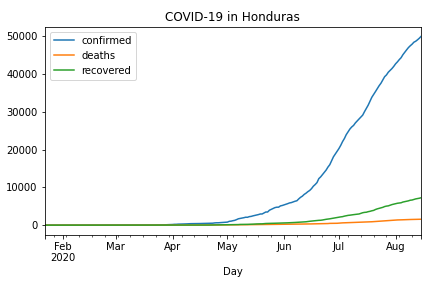 COVID-19 in Honduras
confirmed
deaths
recovered
50000
40000
30000
20000
10000
0
Feb Mar Apr May Jun Jul Aug
2020
Day